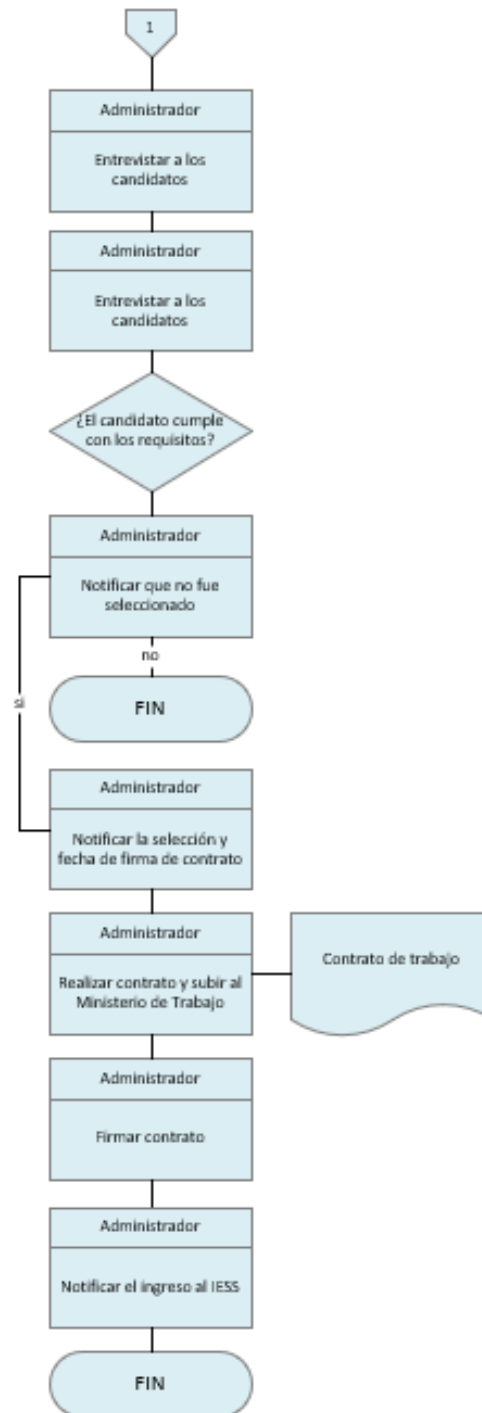 1
Administrador
Entrevistar a los
candidatos
Administrador
Entrevistar a los
candidatos
¿El candidato cumple
con los requisitos?
Administrador
Notificar que no fue
seleccionado
no
FIN
Administrador
Notificar la selección y
fecha de firma de contrato
Administrador
Realizar contrato y subir al
Ministerio de Trabajo
Contrato de trabajo
Administrador
Firmar contrato
Administrador
Notificar el ingreso al IESS
FIN